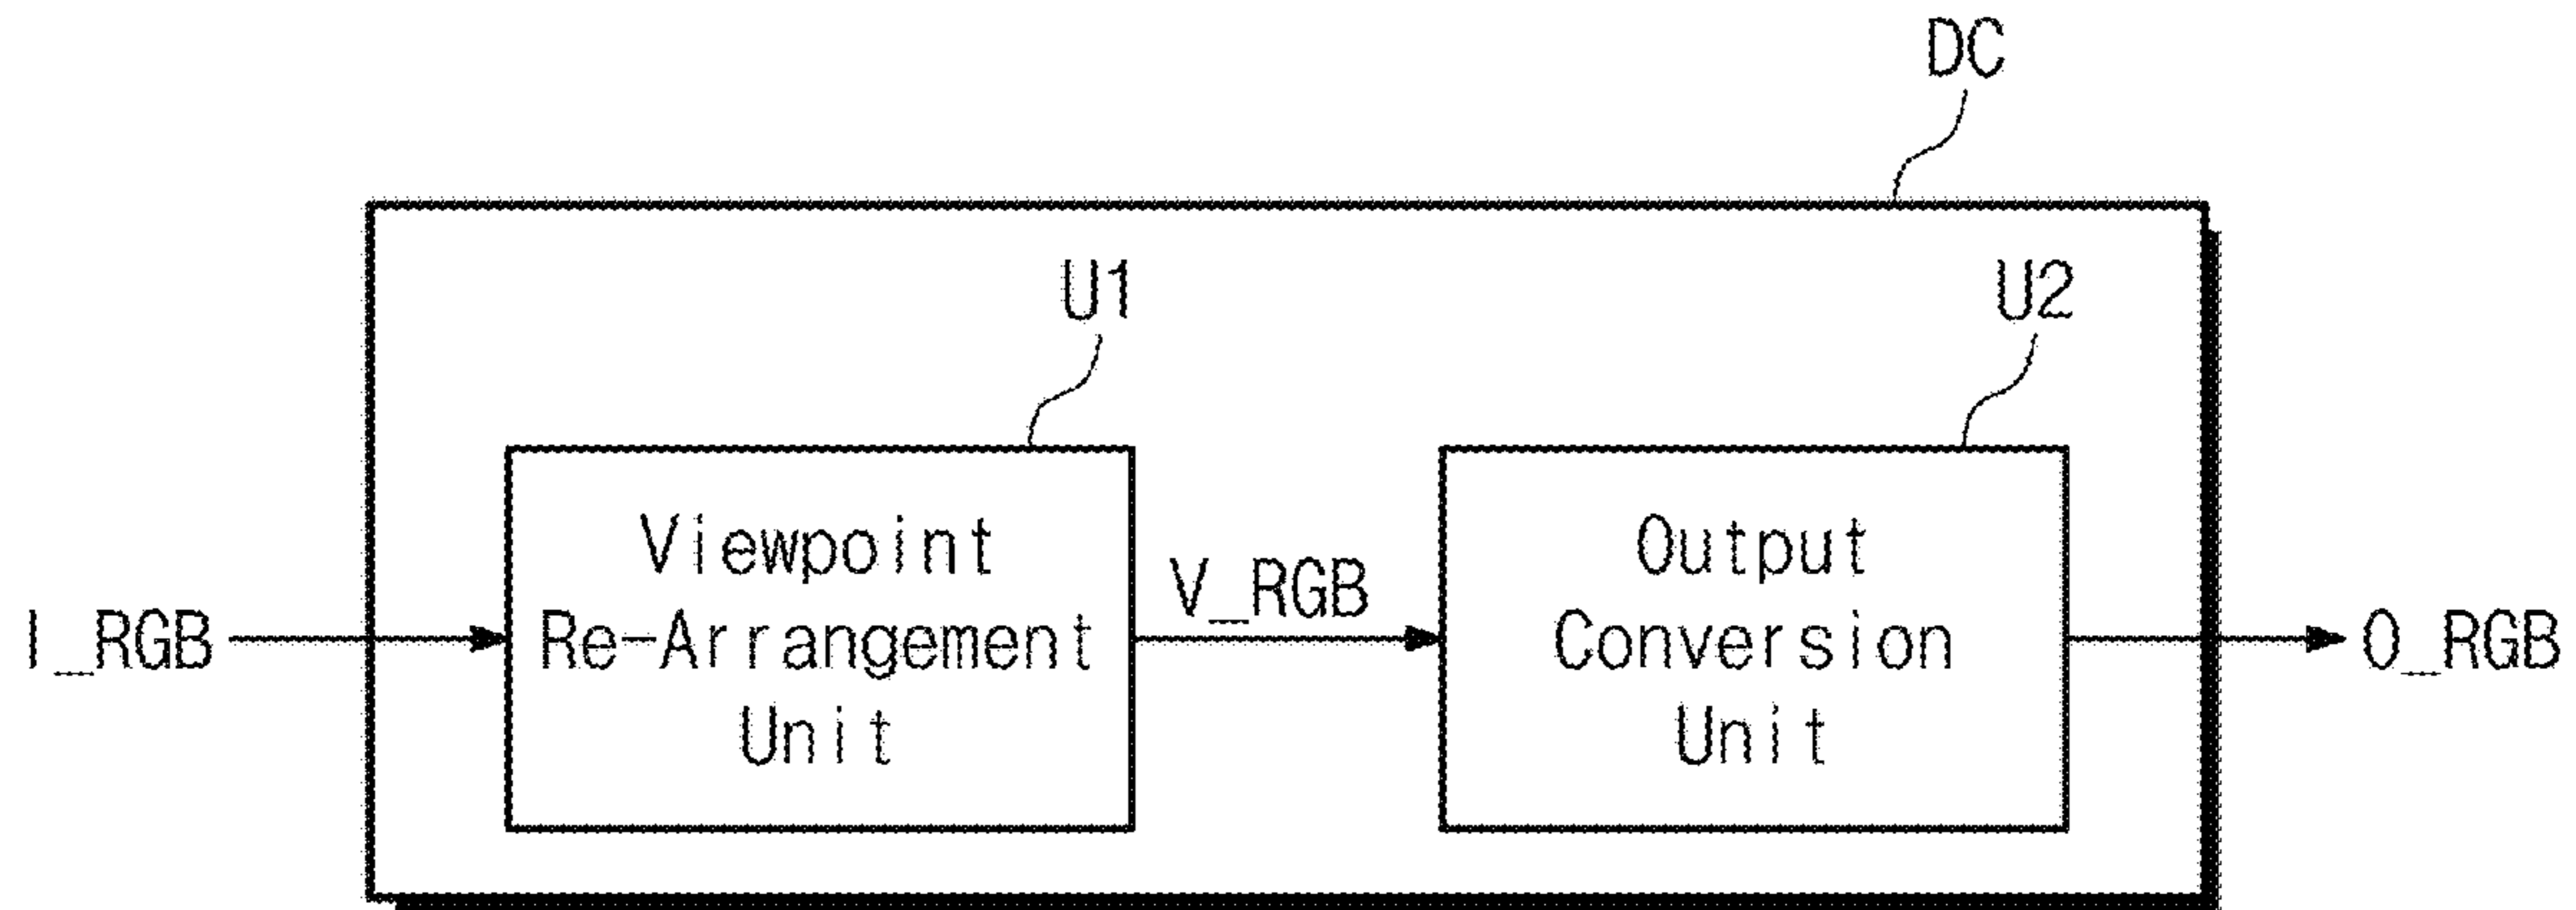 DC
U1
U2
Viewpoint
Re-Arrangement
Unit
Output
Conversion
Unit
I_RGB
V_RGB
O_RGB